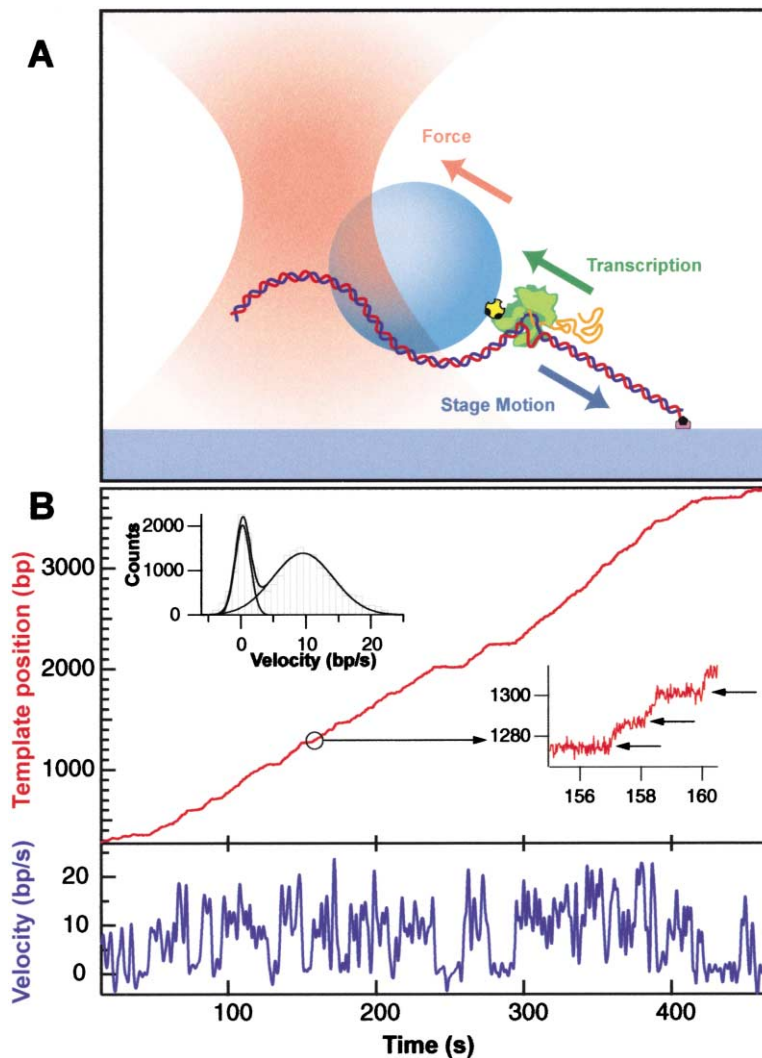 A
Force
Transcription
Stage Motion
B
Template position (bp)
3000
2000
1000
Counts
2000
1000
0
0
10
20
Velocity (bp/s)
1300
1280
156
158
160
Velocity (bp/s)
20
10
0
100
200
300
400
Time (s)